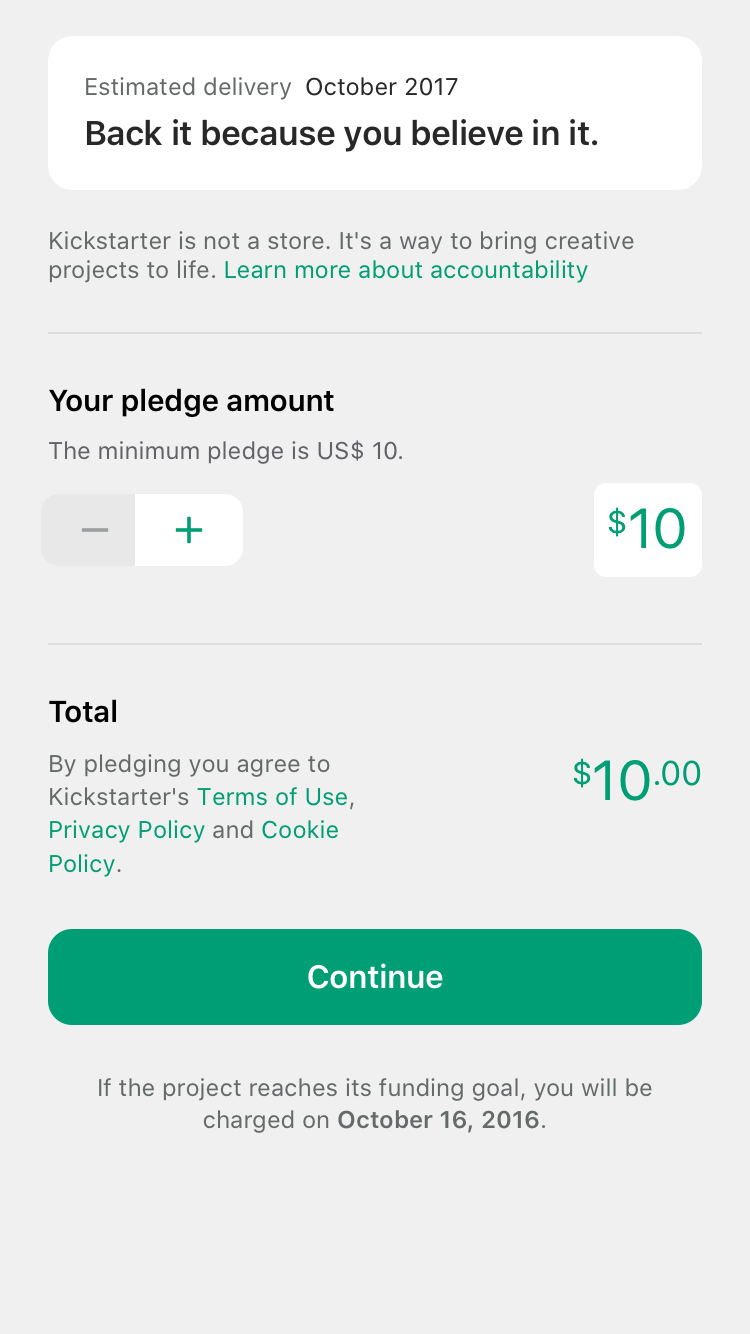 Estimated delivery October 2017
Back it because you believe in it.
Kickstarter is not a store. It's a way to bring creative
projects to life. Learn more about accountability
Your pledge amount
The minimum pledge is US$ 10.
− +
$10
Total
By pledging you agree to
Kickstarter's Terms of Use,
Privacy Policy and Cookie
Policy.
$10.00
Continue
If the project reaches its funding goal, you will be
charged on October 16, 2016.